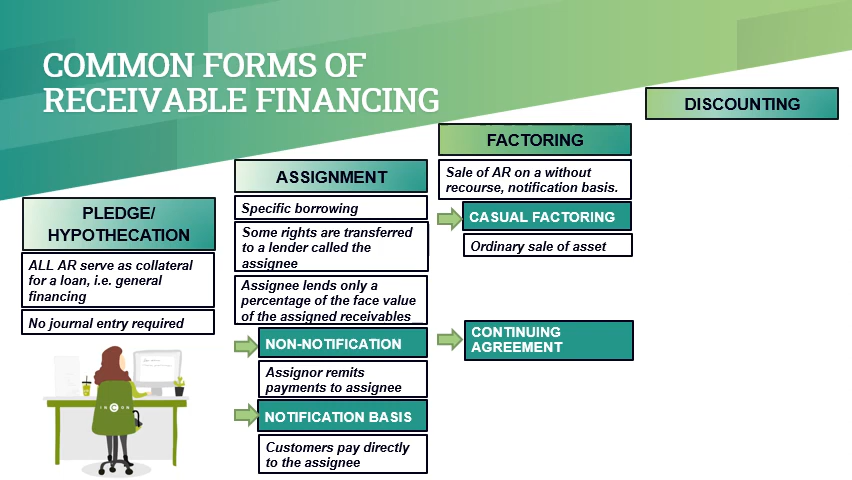 COMMON FORMS OF
RECEIVABLE FINANCING
PLEDGE/
HYPOTHECATION
ALL AR serve as collateral
for a loan, i.e. general
financing
No journal entry required
ASSIGNMENT
Specific borrowing
Some rights are transferred
to a lender called the
assignee
Assignee lends only a
percentage of the face value
of the assigned receivables
NON-NOTIFICATION
Assignor remits
payments to assignee
NOTIFICATION BASIS
Customers pay directly
to the assignee
FACTORING
Sale of AR on a without
recourse, notification basis.
CASUAL FACTORING
Ordinary sale of asset
CONTINUING
AGREEMENT
DISCOUNTING